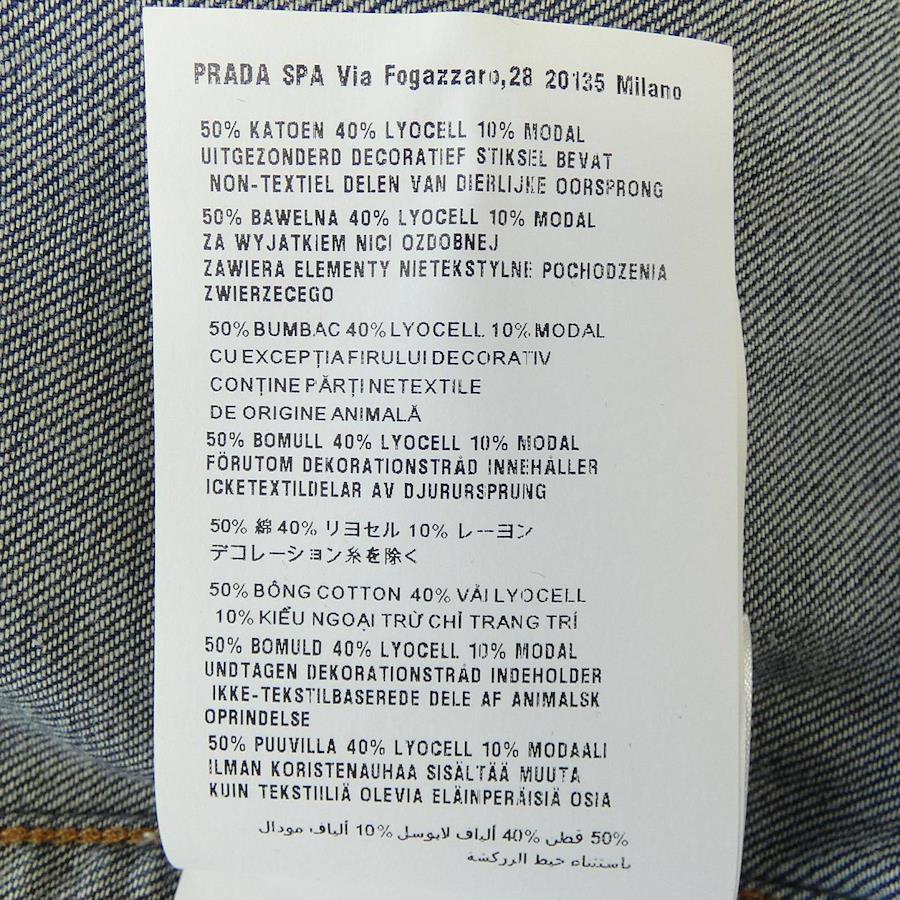 PRADA SPA Via Fogazzaro,28 20135 Milano
50% KATOEN 40% LYOCELL 10% MODAL
UITGEZONDERD DECORATIEF STIKSEL BEVAT
NON-TEXTIEL DELEN VAN DIERLIJKE OORSPRONG
50% BAWELNA 40% LYOCELL 10% MODAL
ZA WYJATKIEM NICI OZDOBNEJ
ZAWIERA ELEMENTY NIETEKSTYLNE POCHODZENIA
ZWIERZECEGO
50% BUMBAC 40% LYOCELL 10% MODAL
CU EXCEPȚIA FIRULUI DECORATIV
CONȚINE PĂRȚI NETEXTILE
DE ORIGINE ANIMALĂ
50% BOMULL 40% LYOCELL 10% MODAL
FÖRUTOM DEKORATIONSTRÅD INNEHÅLLER
ICKETEXTILDELAR AV DJURURSPRUNG
50% 綿 40% リヨセル 10% レーヨン
デコレーション糸を除く
50% BÔNG COTTON 40% VẢI LYOCELL
10% KIỂU NGOẠI TRỪ CHỈ TRANG TRÍ
50% BOMULD 40% LYOCELL 10% MODAL
UNDTAGEN DEKORATIONSTRÅD INDEHOLDER
IKKE-TEKSTILBASEREDE DELE AF ANIMALSK
OPRINDELSE
50% PUUVILLA 40% LYOCELL 10% MODAALI
ILMAN KORISTENAUHAA SISÄLTÄÄ MUUTA
KUIN TEKSTIILIÄ OLEVIA ELÄINPERÄISIÄ OSIA
50% قطن 40% ألياف لايوسل 10% ألياف مودال
باستثناء خيط الزركشة